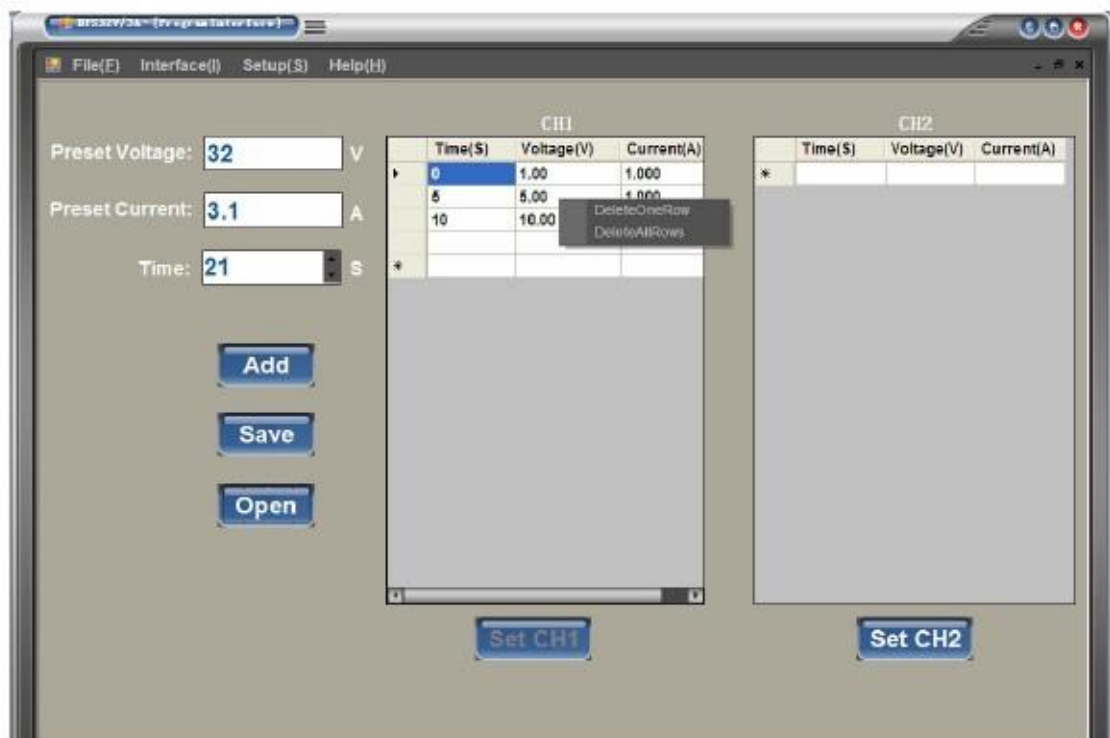 File(F) Interface(I) Setup(S) Help(H)
CH1
CH2
Preset Voltage: 32 V
Preset Current: 3.1 A
Time: 21 S
Time(S) Voltage(V) Current(A)
0 1.00 1.000
5 5.00 1.000
10 10.00
*
DeleteOneRow
DeleteAllRows
Time(S) Voltage(V) Current(A)
*
Add
Save
Open
Set CH1
Set CH2